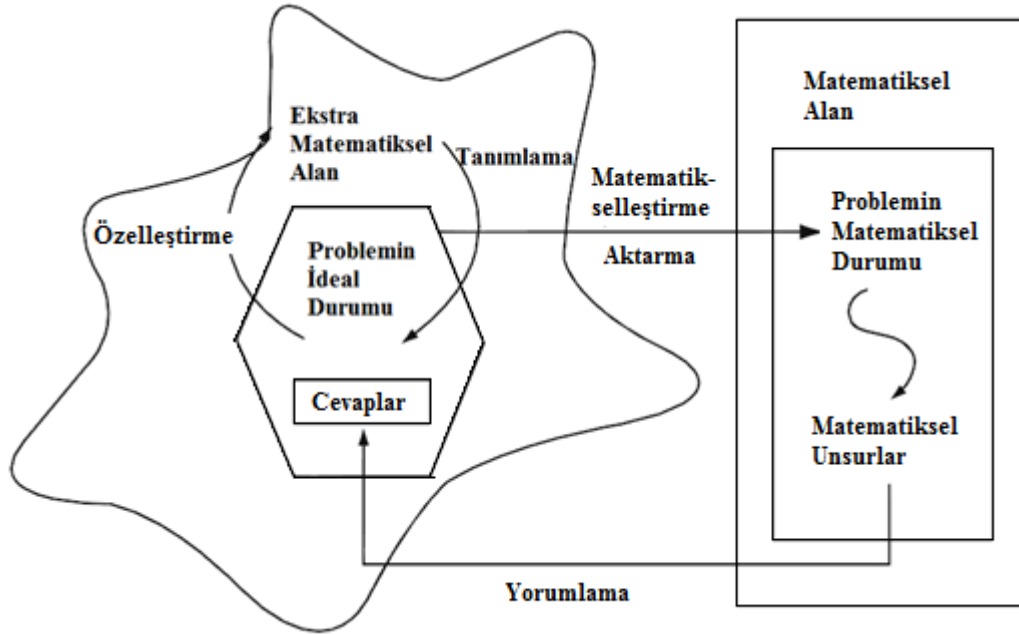 Ekstra
Matematiksel
Alan
Tanımlama
Özelleştirme
Problemin
İdeal
Durumu
Cevaplar
Matematik-
selleştirme
Aktarma
Matematiksel
Alan
Problemin
Matematiksel
Durumu
Matematiksel
Unsurlar
Yorumlama